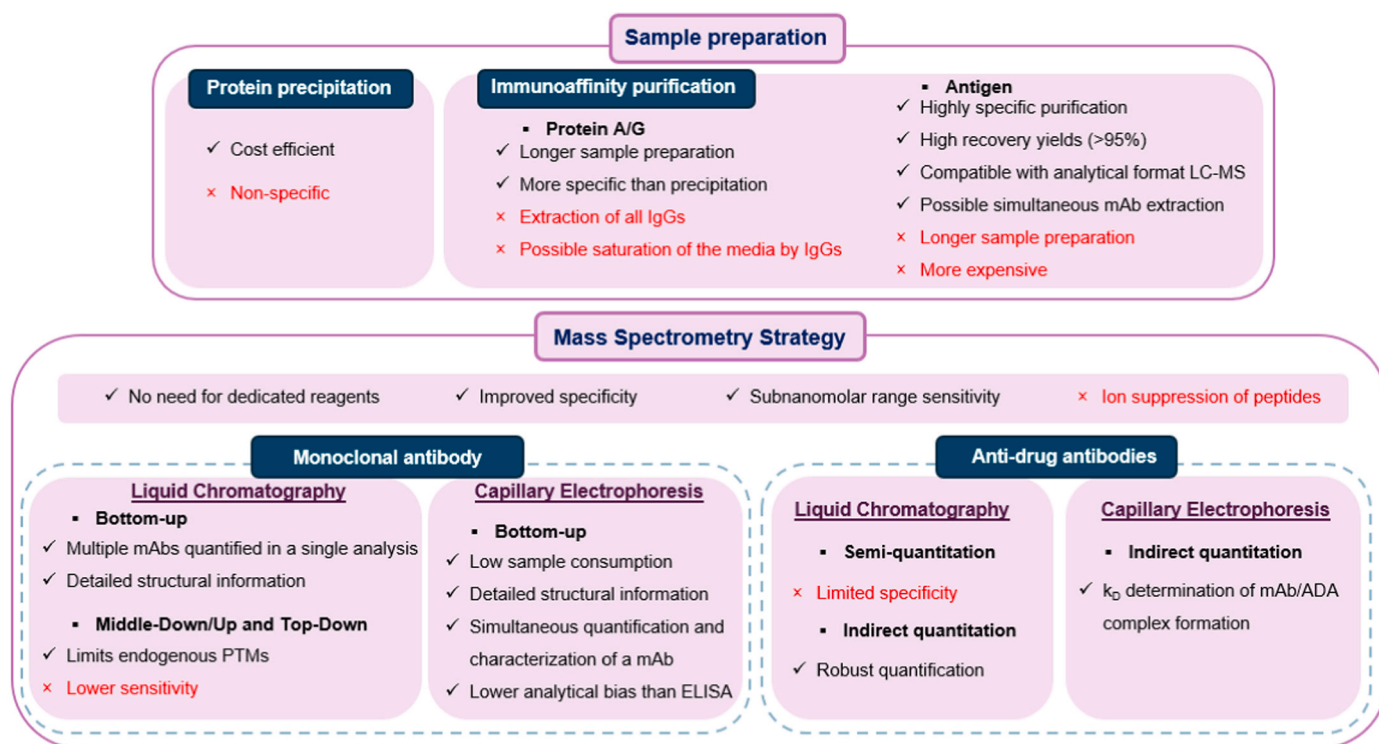 Sample preparation
Protein precipitation
✓ Cost efficient
× Non-specific
Immunoaffinity purification
▪ Protein A/G
✓ Longer sample preparation
✓ More specific than precipitation
× Extraction of all IgGs
× Possible saturation of the media by IgGs
▪ Antigen
✓ Highly specific purification
✓ High recovery yields (>95%)
✓ Compatible with analytical format LC-MS
✓ Possible simultaneous mAb extraction
× Longer sample preparation
× More expensive
Mass Spectrometry Strategy
✓ No need for dedicated reagents
✓ Improved specificity
✓ Subnanomolar range sensitivity
× Ion suppression of peptides
Monoclonal antibody
Liquid Chromatography
▪ Bottom-up
✓ Multiple mAbs quantified in a single analysis
✓ Detailed structural information
▪ Middle-Down/Up and Top-Down
✓ Limits endogenous PTMs
× Lower sensitivity
Capillary Electrophoresis
▪ Bottom-up
✓ Low sample consumption
✓ Detailed structural information
✓ Simultaneous quantification and
characterization of a mAb
✓ Lower analytical bias than ELISA
Anti-drug antibodies
Liquid Chromatography
▪ Semi-quantitation
× Limited specificity
▪ Indirect quantitation
✓ Robust quantification
Capillary Electrophoresis
▪ Indirect quantitation
✓ k_D determination of mAb/ADA
complex formation